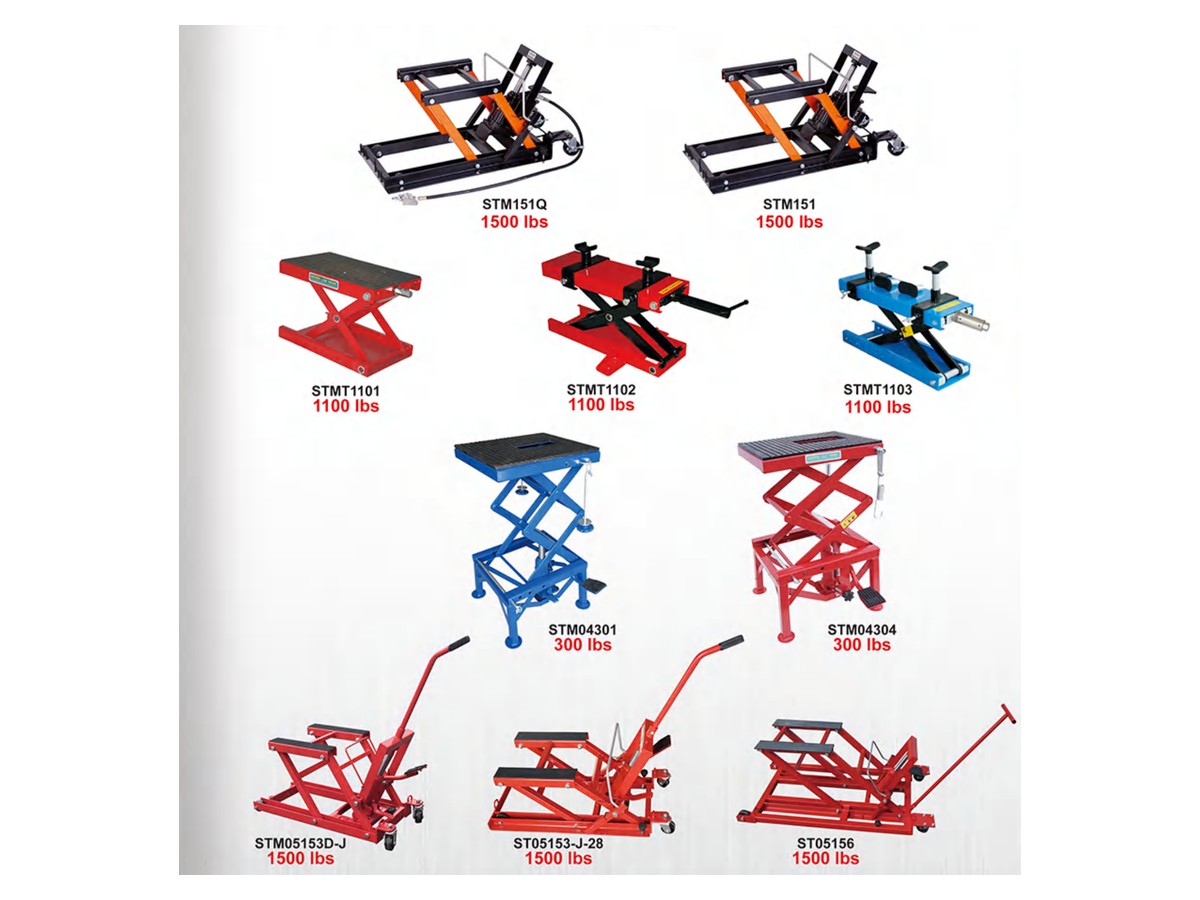 STM151Q
1500 lbs
STM151
1500 lbs
STMT1101
1100 lbs
STMT1102
1100 lbs
STMT1103
1100 lbs
STM04301
300 lbs
STM04304
300 lbs
STM05153D-J
1500 lbs
ST05153-J-28
1500 lbs
ST05156
1500 lbs